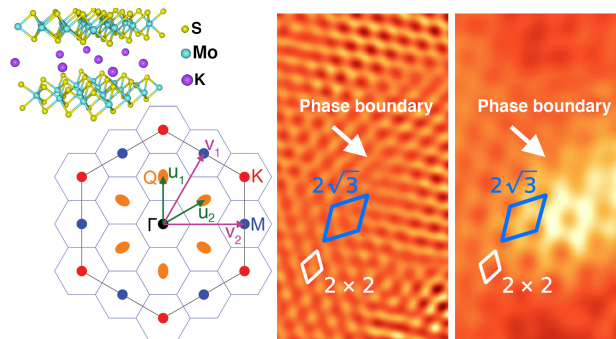 S
Mo
K
v₁
Q
u₁
K
Γ
u₂
v₂
M
Phase boundary
2√3
2 × 2
Phase boundary
2√3
2 × 2